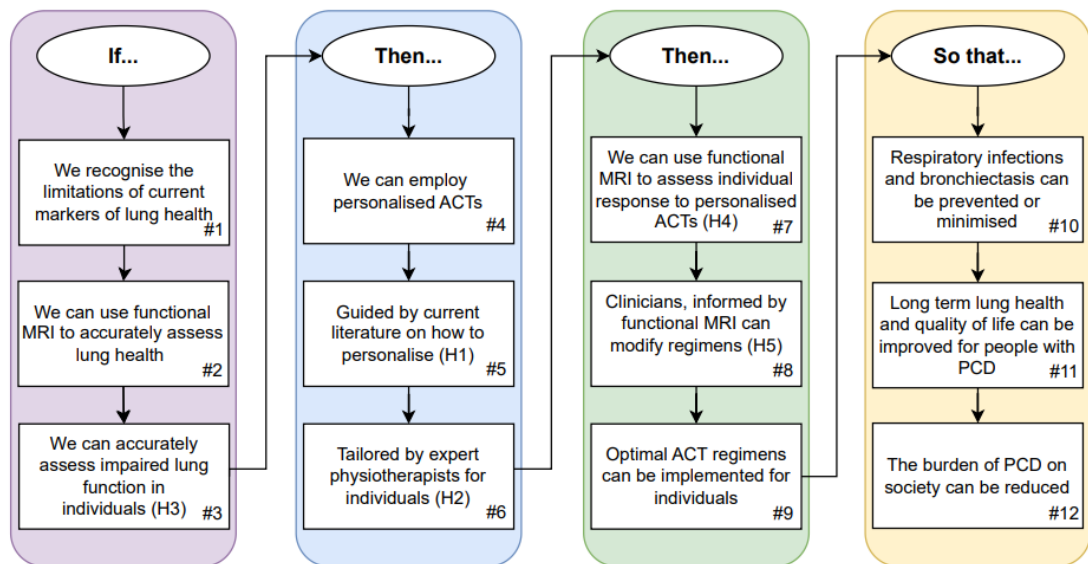 If...
We recognise the
limitations of current
markers of lung health
#1
We can use functional
MRI to accurately assess
lung health
#2
We can accurately
assess impaired lung
function in
individuals (H3)
#3
Then...
We can employ
personalised ACTs
#4
Guided by current
literature on how to
personalise (H1)
#5
Tailored by expert
physiotherapists for
individuals (H2)
#6
Then...
We can use functional
MRI to assess individual
response to personalised
ACTs (H4)
#7
Clinicians, informed by
functional MRI can
modify regimens (H5)
#8
Optimal ACT regimens
can be implemented for
individuals
#9
So that...
Respiratory infections
and bronchiectasis can
be prevented or
minimised
#10
Long term lung health
and quality of life can be
improved for people with
PCD
#11
The burden of PCD on
society can be reduced
#12